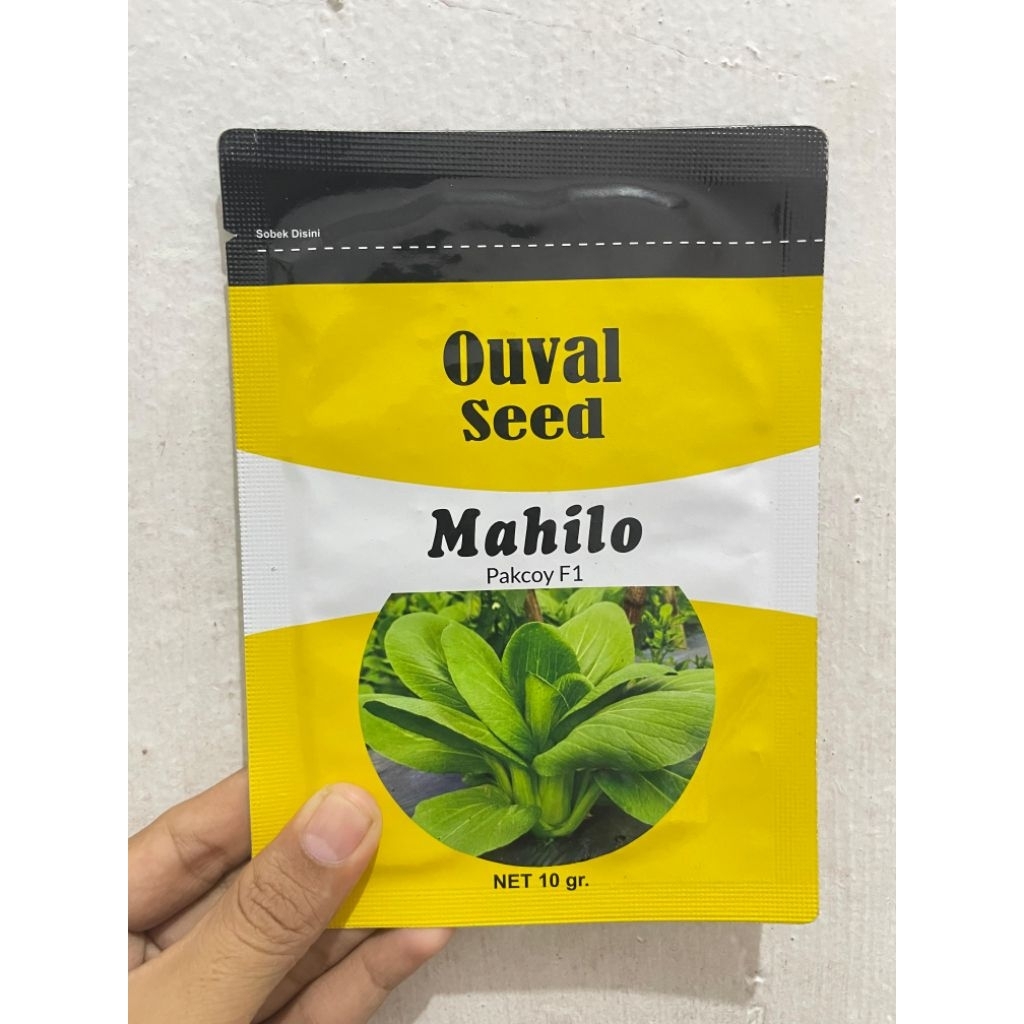 Sobek Disini
Ouval
Seed
Mahilo
Pakcoy F1
NET 10 gr.